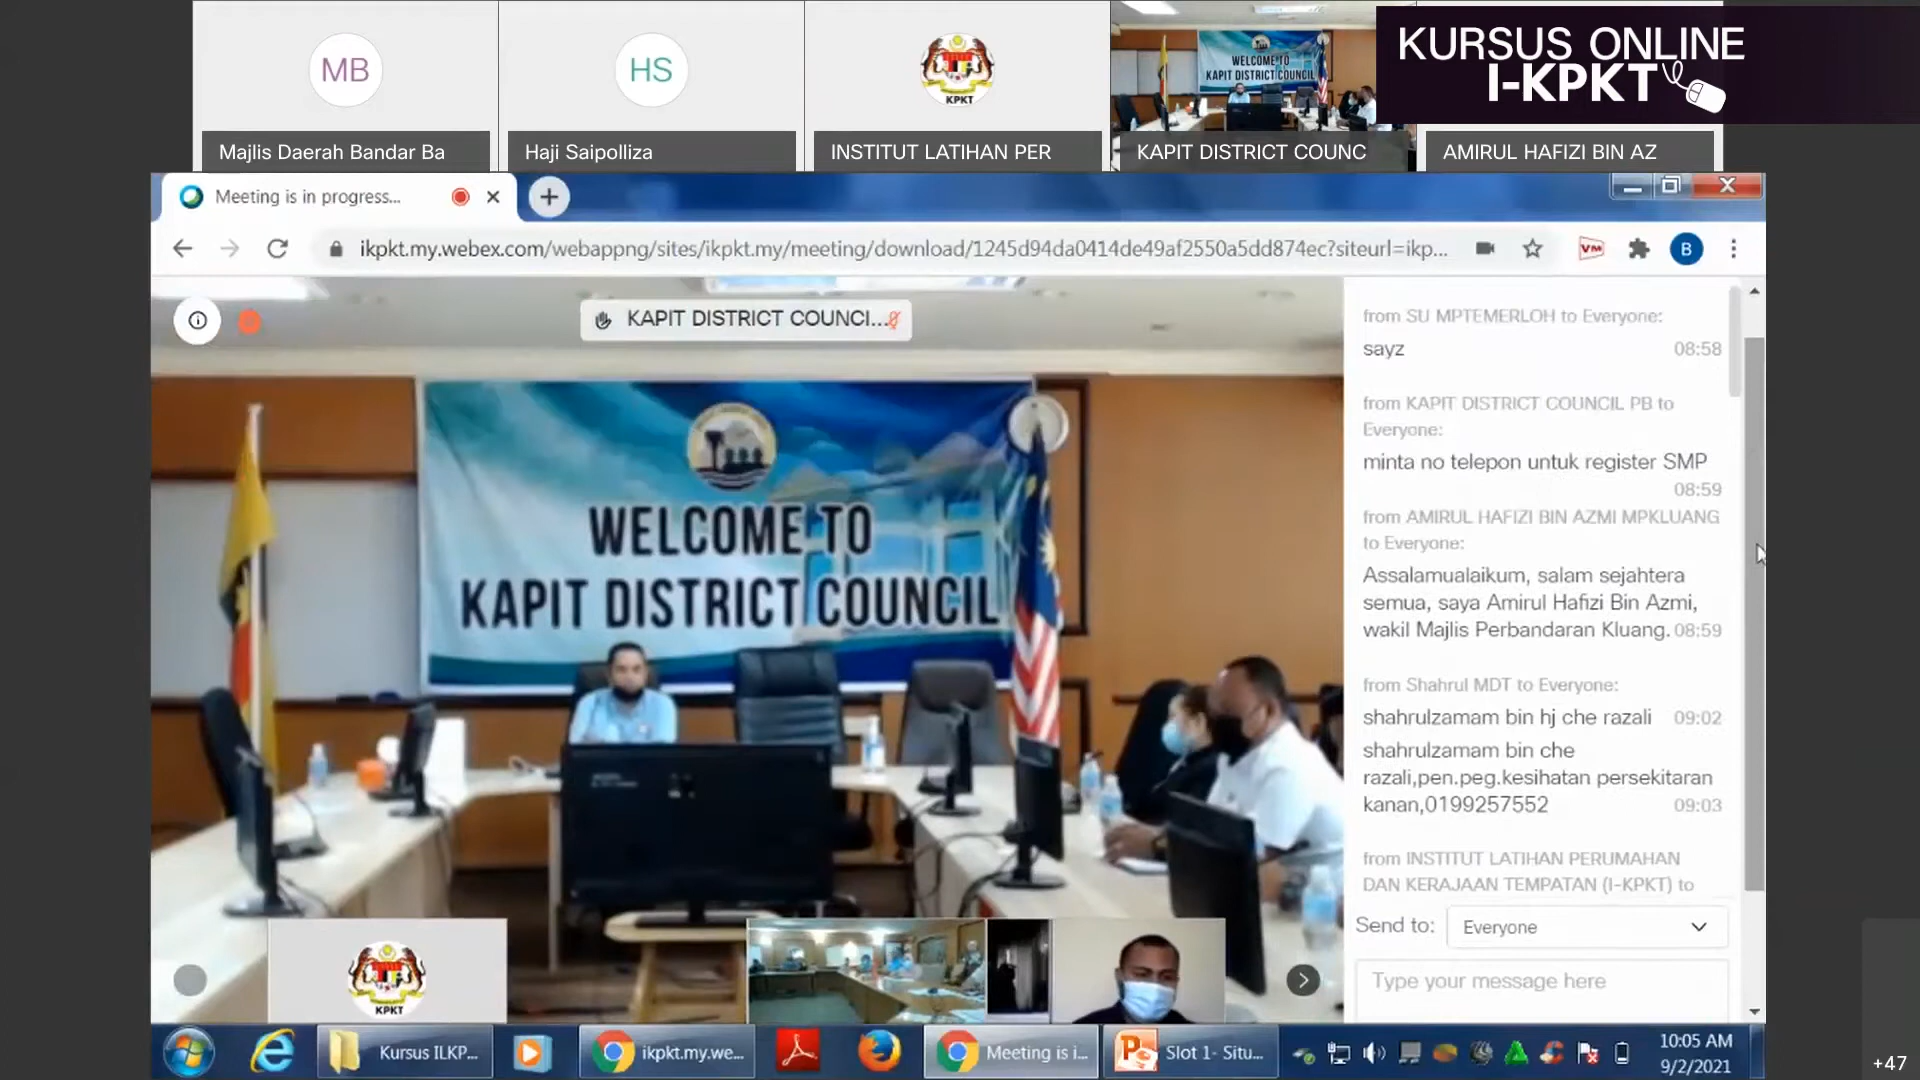 MB
HS
KPKT
WELCOME TO
KAPIT DISTRICT COUNCIL
KURSUS ONLINE
I-KPKT
Majlis Daerah Bandar Ba
Haji Saipolliza
INSTITUT LATIHAN PER
KAPIT DISTRICT COUNC
AMIRUL HAFIZI BIN AZ
Meeting is in progress...
ikpkt.my.webex.com/webappng/sites/ikpkt.my/meeting/download/1245d94da0414de49af2550a5dd874ec?siteurl=ikp...
VM
B
KAPIT DISTRICT COUNCI...
WELCOME TO
KAPIT DISTRICT COUNCIL
from SU MPTEMERLOH to Everyone:
sayz 08:58
from KAPIT DISTRICT COUNCIL PB to
Everyone:
minta no telepon untuk register SMP
08:59
from AMIRUL HAFIZI BIN AZMI MPKLUANG
to Everyone:
Assalamualaikum, salam sejahtera
semua, saya Amirul Hafizi Bin Azmi,
wakil Majlis Perbandaran Kluang. 08:59
from Shahrul MDT to Everyone:
shahrulzamam bin hj che razali 09:02
shahrulzamam bin che
razali,pen.peg.kesihatan persekitaran
kanan,0199257552 09:03
from INSTITUT LATIHAN PERUMAHAN
DAN KERAJAAN TEMPATAN (I-KPKT) to
Send to: Everyone
Type your message here
KPKT
Kursus ILKP...
ikpkt.my.we...
Meeting is i...
Slot 1- Situ...
10:05 AM
9/2/2021
+47